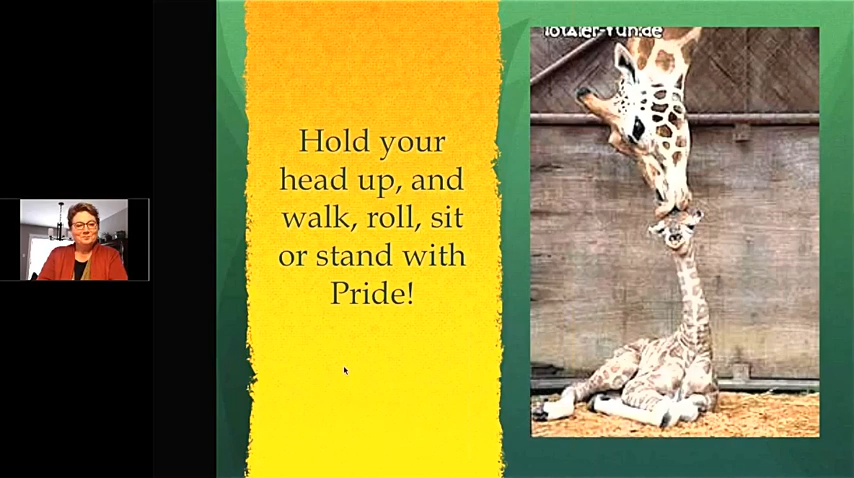 Hold your
head up, and
walk, roll, sit
or stand with
Pride!